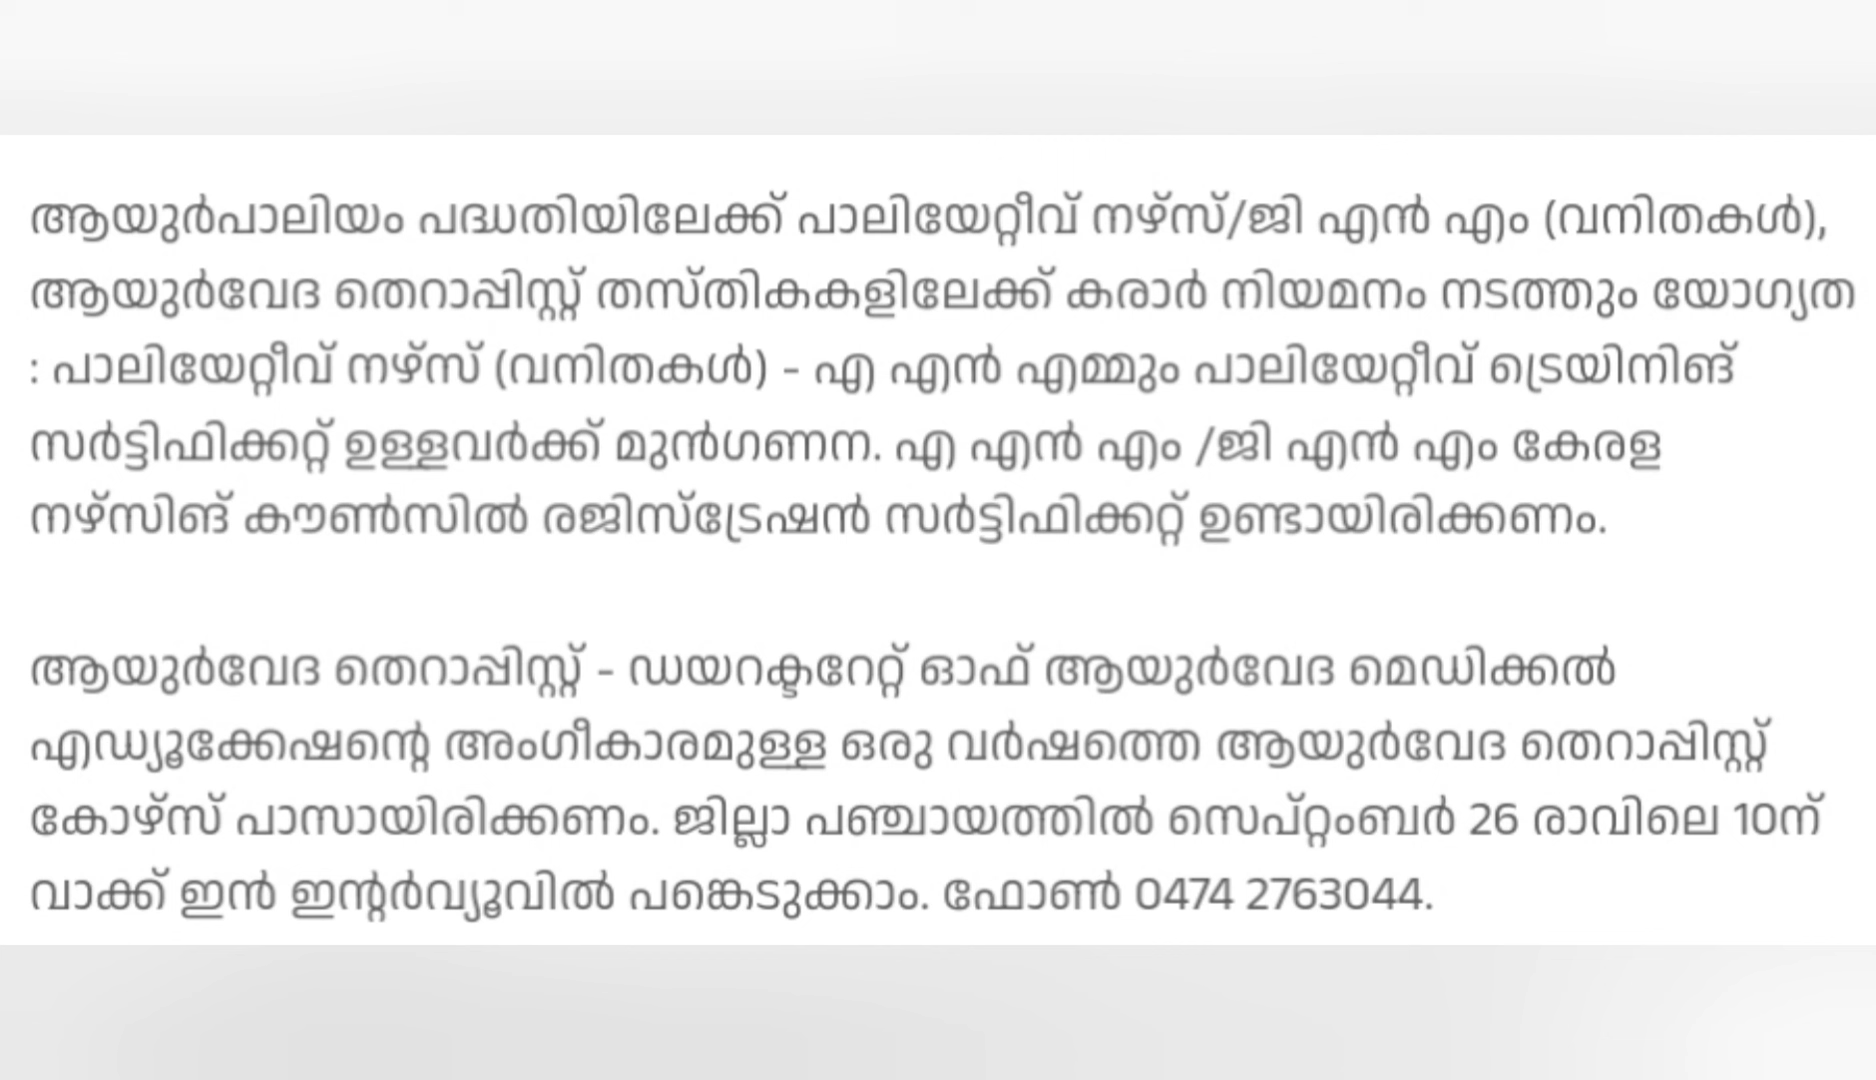 ആയുർപാലിയം പദ്ധതിയിലേക്ക് പാലിയേറ്റീവ് നഴ്സ്/ജി എൻ എം (വനിതകൾ),
ആയുർവേദ തെറാപ്പിസ്റ്റ് തസ്തികകളിലേക്ക് കരാർ നിയമനം നടത്തും യോഗ്യത
: പാലിയേറ്റീവ് നഴ്സ് (വനിതകൾ) - എ എൻ എമ്മും പാലിയേറ്റീവ് ട്രെയിനിങ്
സർട്ടിഫിക്കറ്റ് ഉള്ളവർക്ക് മുൻഗണന. എ എൻ എം /ജി എൻ എം കേരള
നഴ്സിങ് കൗൺസിൽ രജിസ്ട്രേഷൻ സർട്ടിഫിക്കറ്റ് ഉണ്ടായിരിക്കണം.
ആയുർവേദ തെറാപ്പിസ്റ്റ് - ഡയറക്ടറേറ്റ് ഓഫ് ആയുർവേദ മെഡിക്കൽ
എഡ്യൂക്കേഷന്റെ അംഗീകാരമുള്ള ഒരു വർഷത്തെ ആയുർവേദ തെറാപ്പിസ്റ്റ്
കോഴ്സ് പാസായിരിക്കണം. ജില്ലാ പഞ്ചായത്തിൽ സെപ്റ്റംബർ 26 രാവിലെ 10ന്
വാക്ക് ഇൻ ഇന്റർവ്യൂവിൽ പങ്കെടുക്കാം. ഫോൺ 0474 2763044.